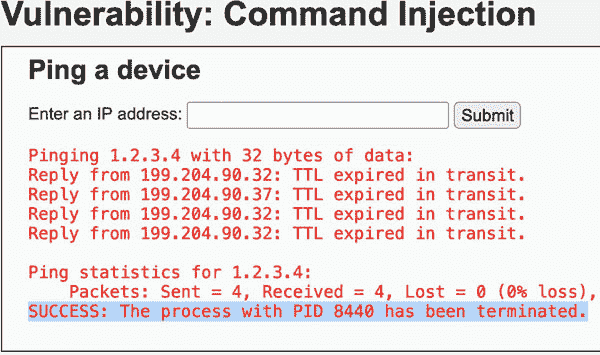 Vulnerability: Command Injection
Ping a device
Enter an IP address: Submit
Pinging 1.2.3.4 with 32 bytes of data:
Reply from 199.204.90.32: TTL expired in transit.
Reply from 199.204.90.37: TTL expired in transit.
Reply from 199.204.90.32: TTL expired in transit.
Reply from 199.204.90.32: TTL expired in transit.
Ping statistics for 1.2.3.4:
Packets: Sent = 4, Received = 4, Lost = 0 (0% loss),
SUCCESS: The process with PID 8440 has been terminated.